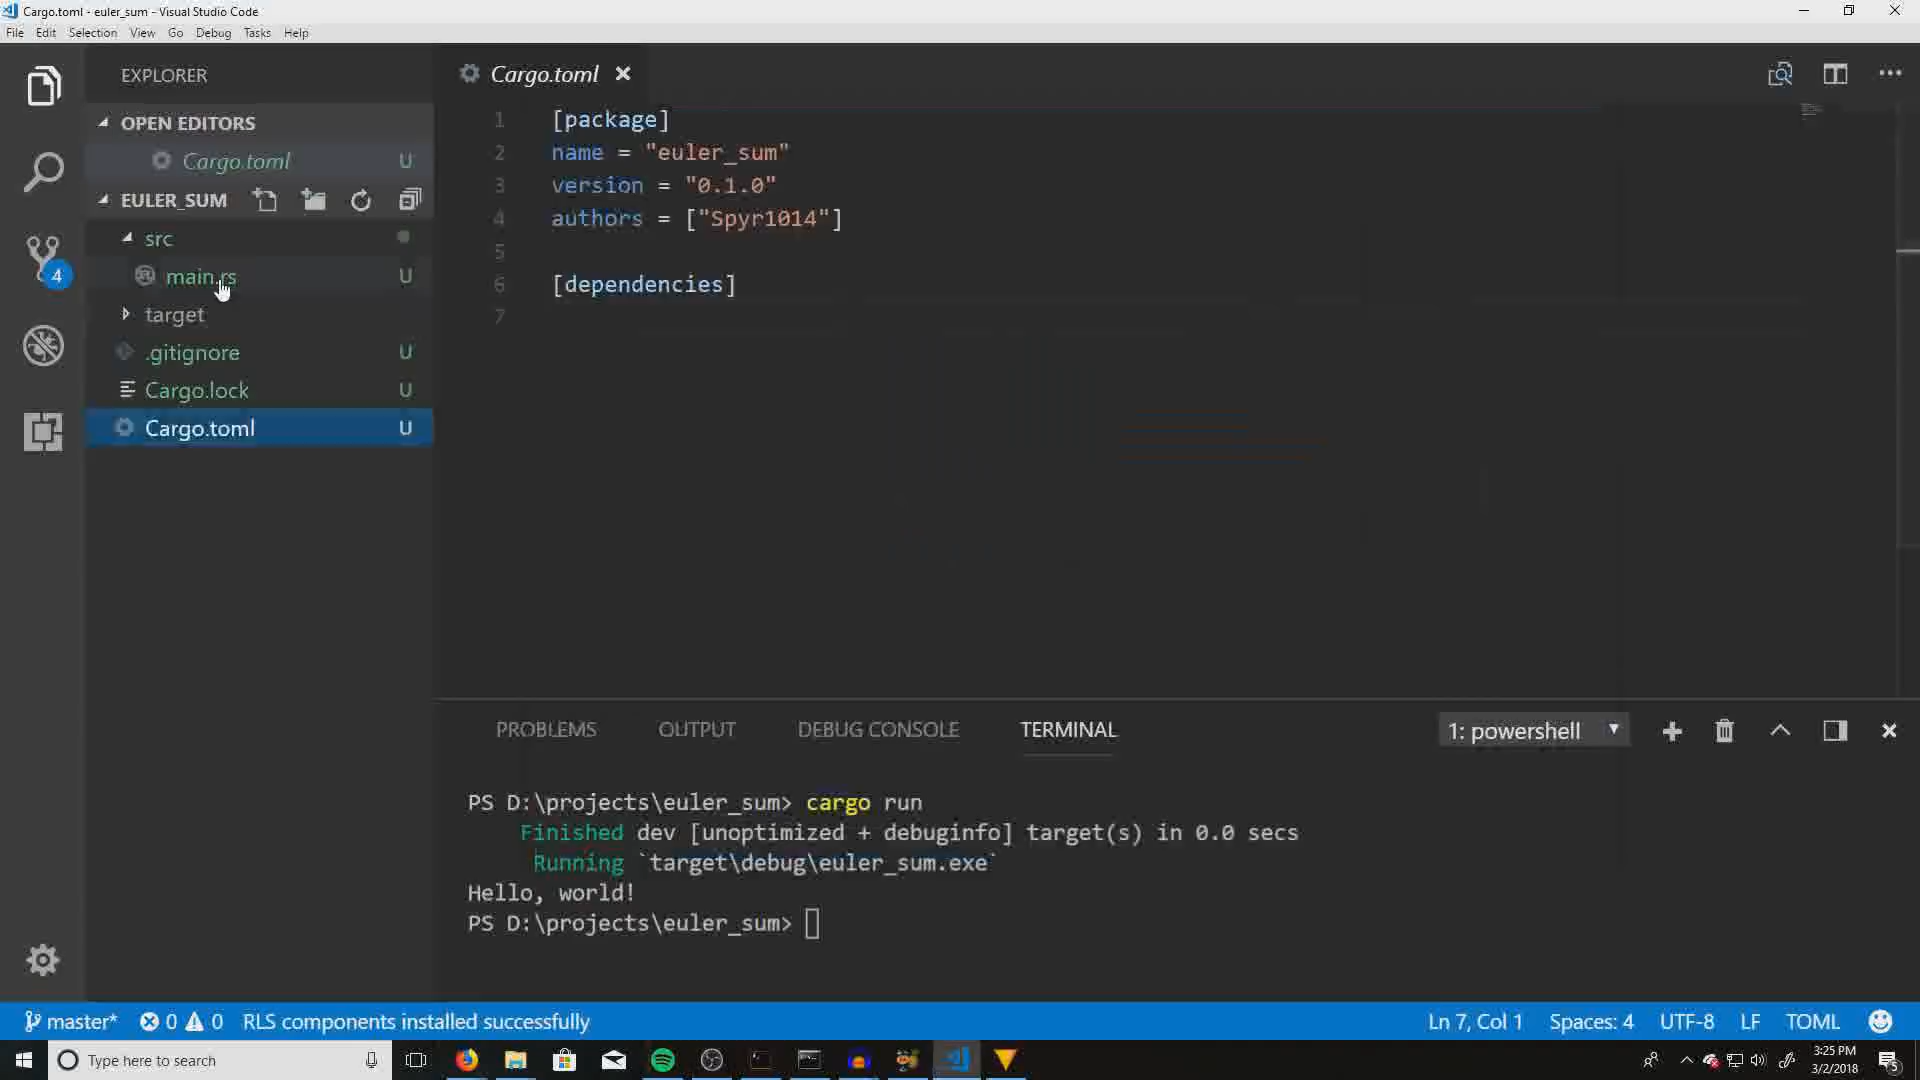 Cargo.toml - euler_sum - Visual Studio Code
File Edit Selection View Go Debug Tasks Help
EXPLORER
OPEN EDITORS
Cargo.toml U
EULER_SUM
src
main.rs U
target
.gitignore U
Cargo.lock U
Cargo.toml U
4
Cargo.toml
1 [package]
2 name = "euler_sum"
3 version = "0.1.0"
4 authors = ["Spyr1014"]
5
6 [dependencies]
7
PROBLEMS OUTPUT DEBUG CONSOLE TERMINAL 1: powershell
PS D:\projects\euler_sum> cargo run
Finished dev [unoptimized + debuginfo] target(s) in 0.0 secs
Running `target\debug\euler_sum.exe`
Hello, world!
PS D:\projects\euler_sum>
master* 0 0 RLS components installed successfully Ln 7, Col 1 Spaces: 4 UTF-8 LF TOML
Type here to search
3:25 PM
3/2/2018
5